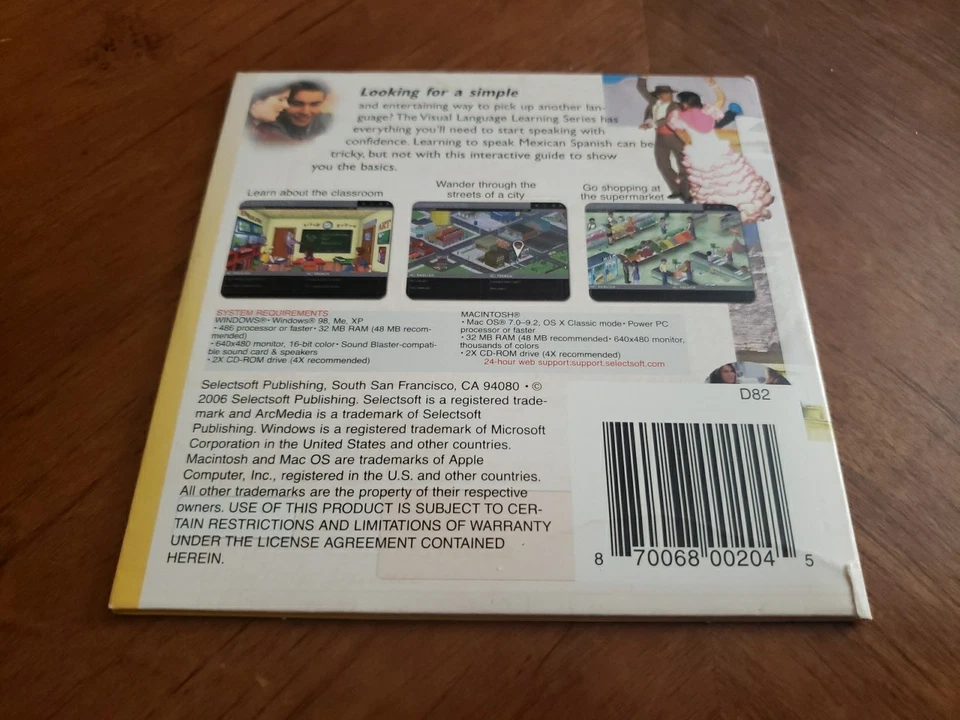 Looking for a simple
and entertaining way to pick up another lan-
guage? The Visual Language Learning Series has
everything you'll need to start speaking with
confidence. Learning to speak Mexican Spanish can be
tricky, but not with this interactive guide to show
you the basics.
Learn about the classroom
Wander through the
streets of a city
Go shopping at
the supermarket
SYSTEM REQUIREMENTS
WINDOWS® • Windows® 98, Me, XP
• 486 processor or faster • 32 MB RAM (48 MB recom-
mended)
• 640x480 monitor, 16-bit color • Sound Blaster-compati-
ble sound card & speakers
• 2X CD-ROM drive (4X recommended)
MACINTOSH®
• Mac OS® 7.0–9.2, OS X Classic mode • Power PC
processor or faster
• 32 MB RAM (48 MB recommended • 640x480 monitor,
thousands of colors
• 2X CD-ROM drive (4X recommended)
24-hour web support:support.selectsoft.com
Selectsoft Publishing, South San Francisco, CA 94080 • ©
2006 Selectsoft Publishing. Selectsoft is a registered trade-
mark and ArcMedia is a trademark of Selectsoft
Publishing. Windows is a registered trademark of Microsoft
Corporation in the United States and other countries.
Macintosh and Mac OS are trademarks of Apple
Computer, Inc., registered in the U.S. and other countries.
All other trademarks are the property of their respective
owners. USE OF THIS PRODUCT IS SUBJECT TO CER-
TAIN RESTRICTIONS AND LIMITATIONS OF WARRANTY
UNDER THE LICENSE AGREEMENT CONTAINED
HEREIN.
D82
8 70068 00204 5